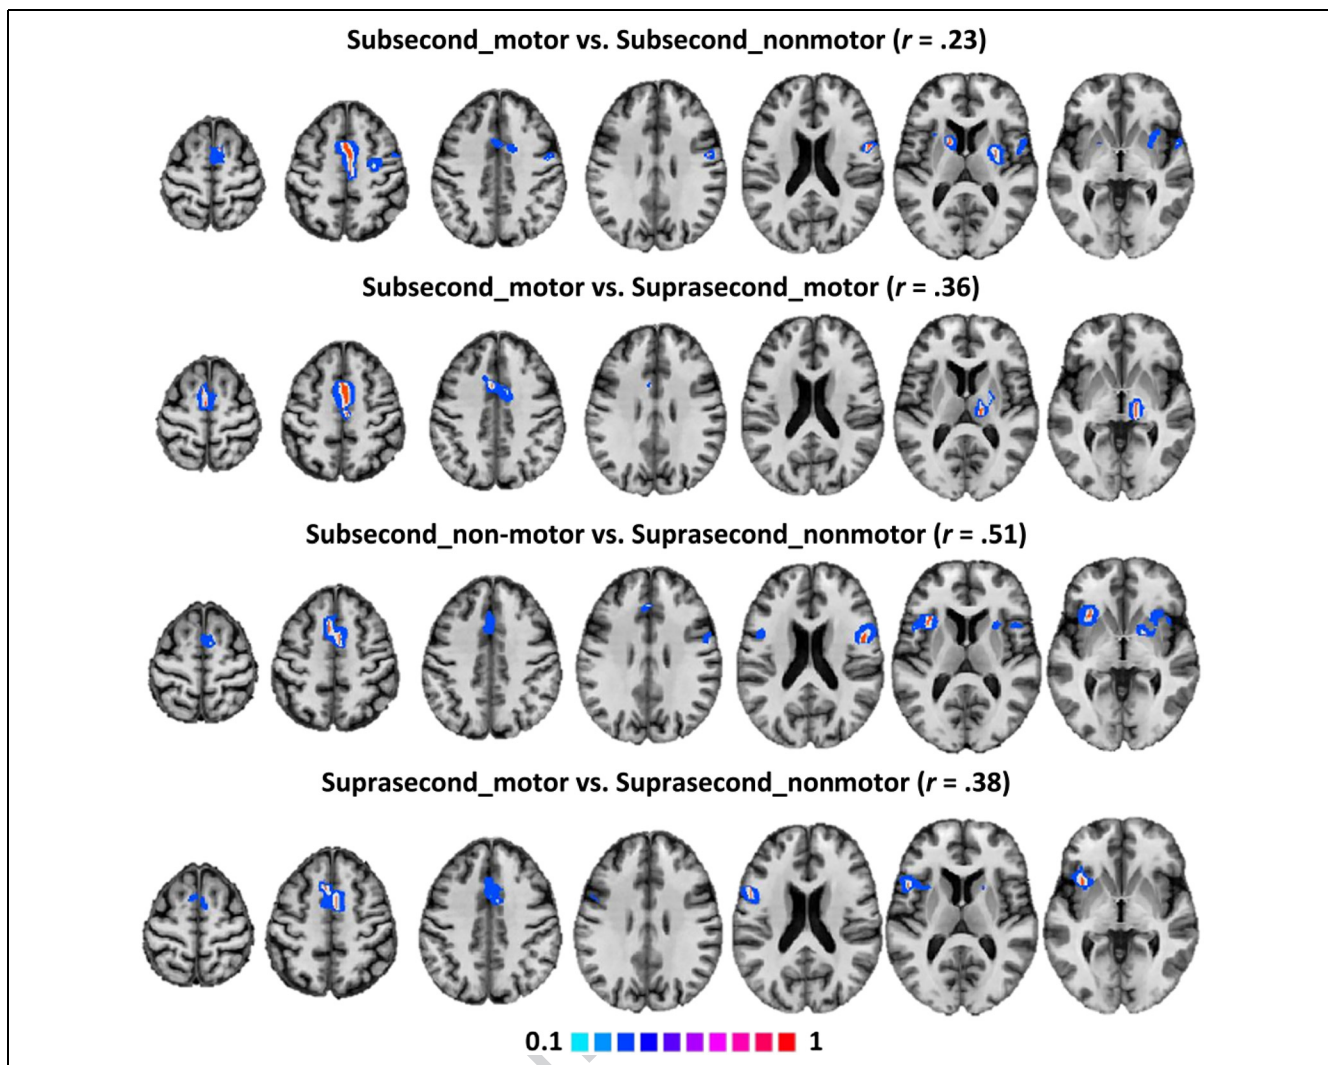 Subsecond_motor vs. Subsecond_nonmotor (r = .23)
Subsecond_motor vs. Suprasecond_motor (r = .36)
Subsecond_non-motor vs. Suprasecond_nonmotor (r = .51)
Suprasecond_motor vs. Suprasecond_nonmotor (r = .38)
0.1 1